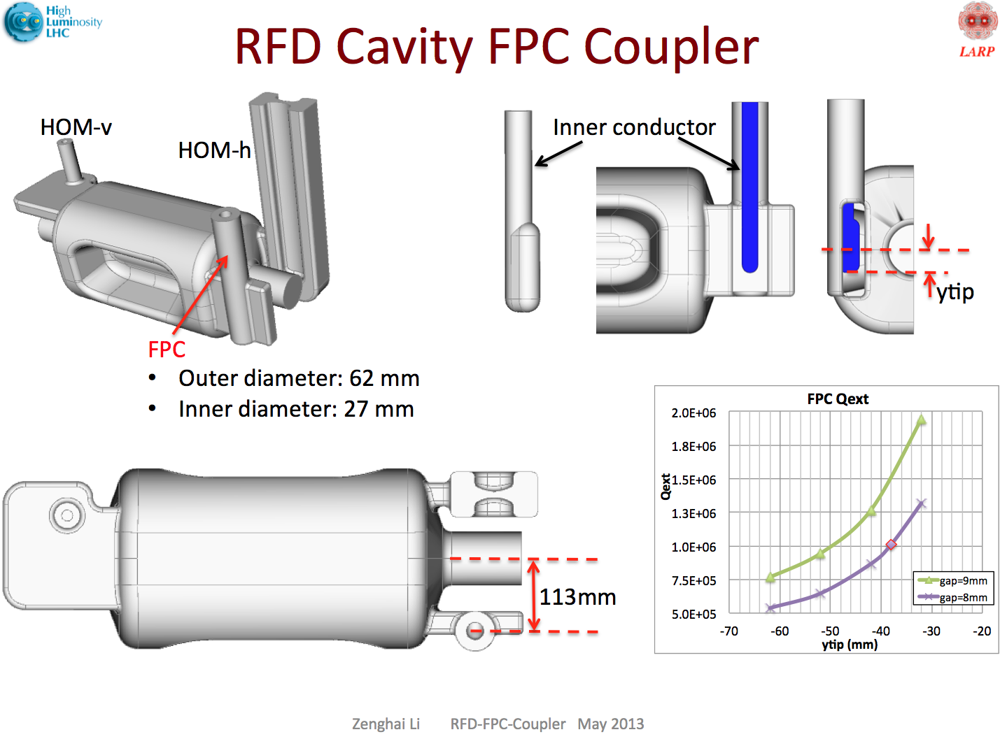 High
Luminosity
LHC
RFD Cavity FPC Coupler
LARP
HOM-v
HOM-h
Inner conductor
ytip
FPC
• Outer diameter: 62 mm
• Inner diameter: 27 mm
113mm
FPC Qext
Qext
2.0E+06
1.8E+06
1.5E+06
1.3E+06
1.0E+06
7.5E+05
5.0E+05
-70 -60 -50 -40 -30 -20
ytip (mm)
gap=9mm
gap=8mm
Zenghai Li RFD-FPC-Coupler May 2013